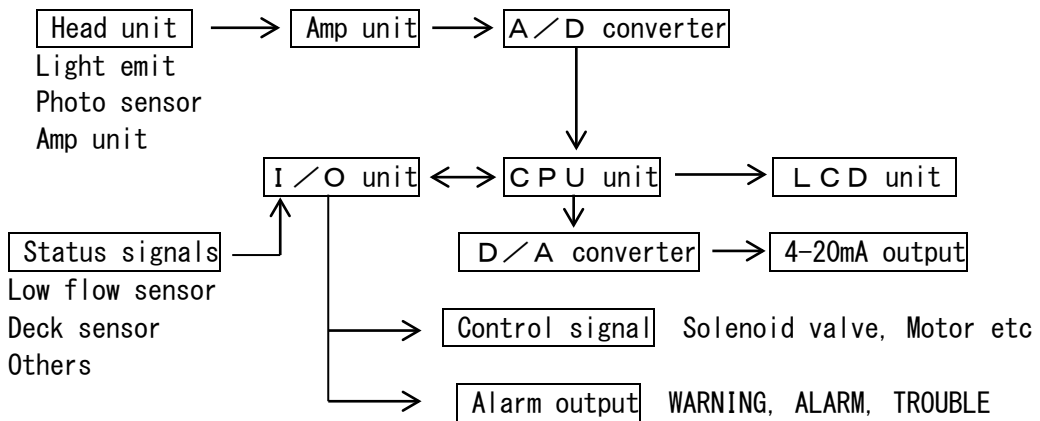 Head unit Amp unit A／D converter
Light emit
Photo sensor
Amp unit
I／O unit CPU unit LCD unit
Status signals D／A converter 4-20mA output
Low flow sensor
Deck sensor
Others
Control signal Solenoid valve, Motor etc
Alarm output WARNING, ALARM, TROUBLE